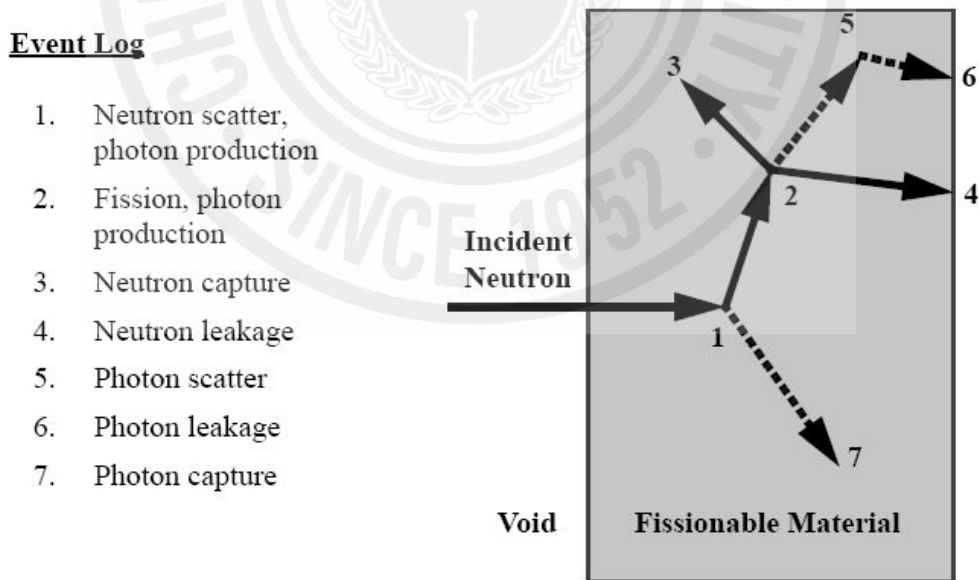 Event Log
1. Neutron scatter,
photon production
2. Fission, photon
production
3. Neutron capture
4. Neutron leakage
5. Photon scatter
6. Photon leakage
7. Photon capture
Incident
Neutron
1
2
3
4
5
6
7
Void
Fissionable Material
SINCE 1952